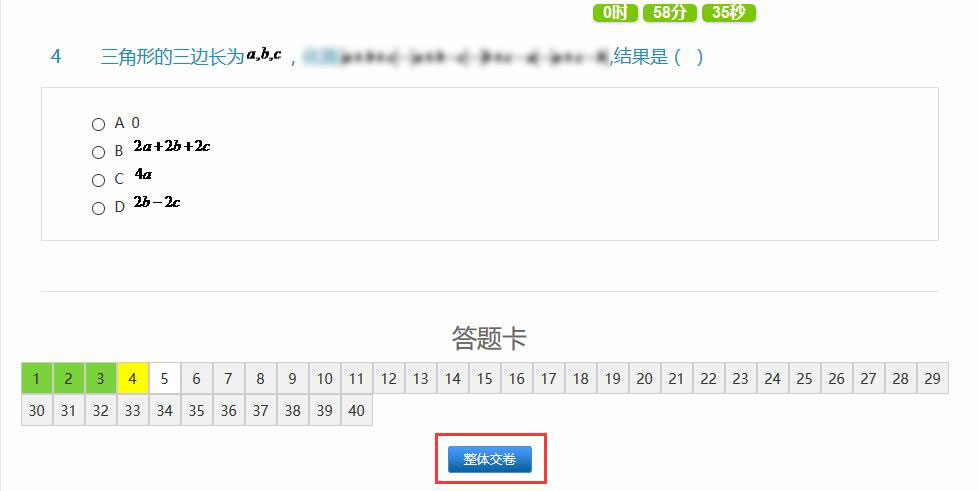 0时 58分 35秒
4 三角形的三边长为a,b,c ， ,结果是（ ）
A 0
B 2a+2b+2c
C 4a
D 2b-2c
答题卡
1 2 3 4 5 6 7 8 9 10 11 12 13 14 15 16 17 18 19 20 21 22 23 24 25 26 27 28 29
30 31 32 33 34 35 36 37 38 39 40
整体交卷